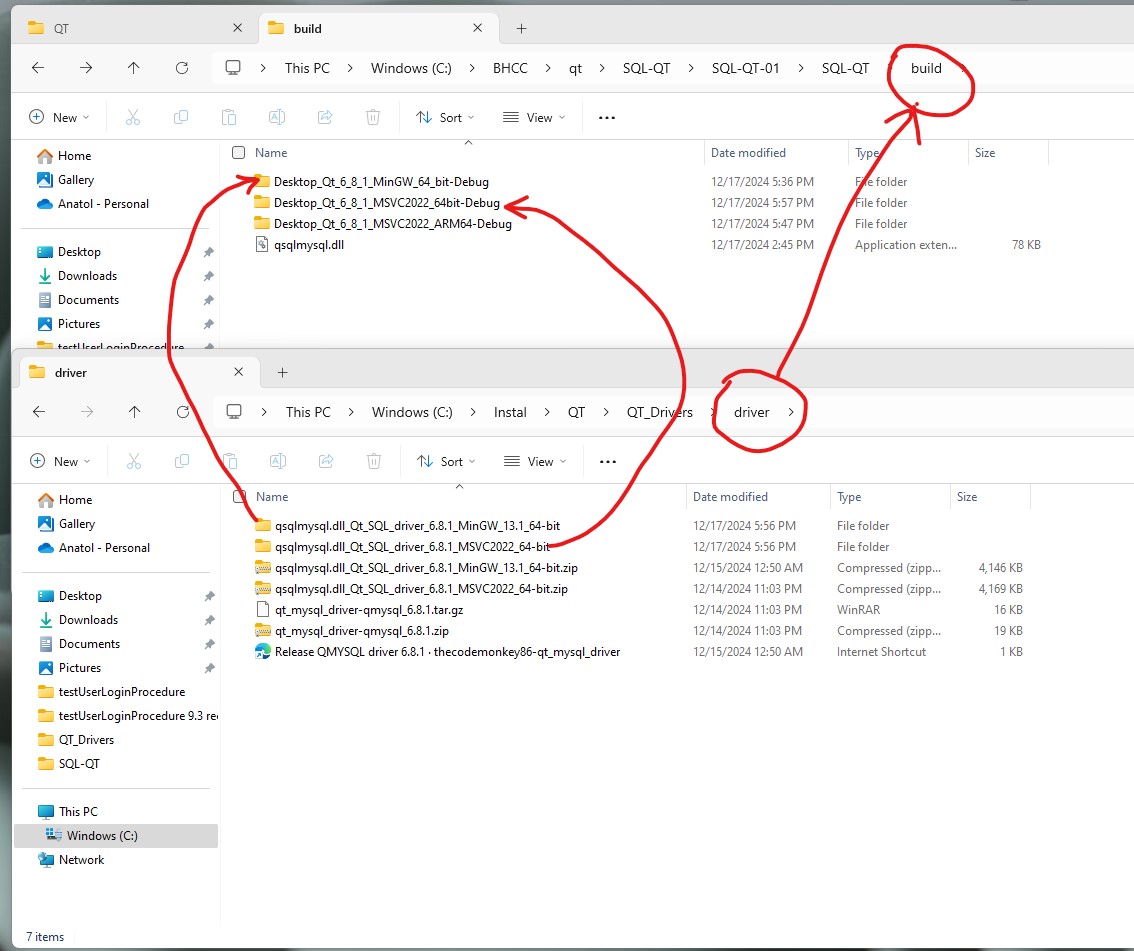 QT
build
This PC > Windows (C:) > BHCC > qt > SQL-QT > SQL-QT-01 > SQL-QT > build
New Sort View
Name Date modified Type Size
Home
Gallery
Anatol - Personal
Desktop
Downloads
Documents
Pictures
testUserLoginProcedure
Desktop_Qt_6_8_1_MinGW_64_bit-Debug 12/17/2024 5:36 PM File folder
Desktop_Qt_6_8_1_MSVC2022_64bit-Debug 12/17/2024 5:57 PM File folder
Desktop_Qt_6_8_1_MSVC2022_ARM64-Debug 12/17/2024 5:47 PM File folder
qsqlmysql.dll 12/17/2024 2:45 PM Application exten... 78 KB
driver
This PC > Windows (C:) > Instal > QT > QT_Drivers > driver >
New Sort View
Name Date modified Type Size
Home
Gallery
Anatol - Personal
Desktop
Downloads
Documents
Pictures
testUserLoginProcedure
testUserLoginProcedure 9.3 re
QT_Drivers
SQL-QT
This PC
Windows (C:)
Network
qsqlmysql.dll_Qt_SQL_driver_6.8.1_MinGW_13.1_64-bit 12/17/2024 5:56 PM File folder
qsqlmysql.dll_Qt_SQL_driver_6.8.1_MSVC2022_64-bit 12/17/2024 5:56 PM File folder
qsqlmysql.dll_Qt_SQL_driver_6.8.1_MinGW_13.1_64-bit.zip 12/15/2024 12:50 AM Compressed (zipp... 4,146 KB
qsqlmysql.dll_Qt_SQL_driver_6.8.1_MSVC2022_64-bit.zip 12/14/2024 11:03 PM Compressed (zipp... 4,169 KB
qt_mysql_driver-qmysql_6.8.1.tar.gz 12/14/2024 11:03 PM WinRAR 16 KB
qt_mysql_driver-qmysql_6.8.1.zip 12/14/2024 11:03 PM Compressed (zipp... 19 KB
Release QMYSQL driver 6.8.1 · thecodemonkey86-qt_mysql_driver 12/15/2024 12:50 AM Internet Shortcut 1 KB
7 items